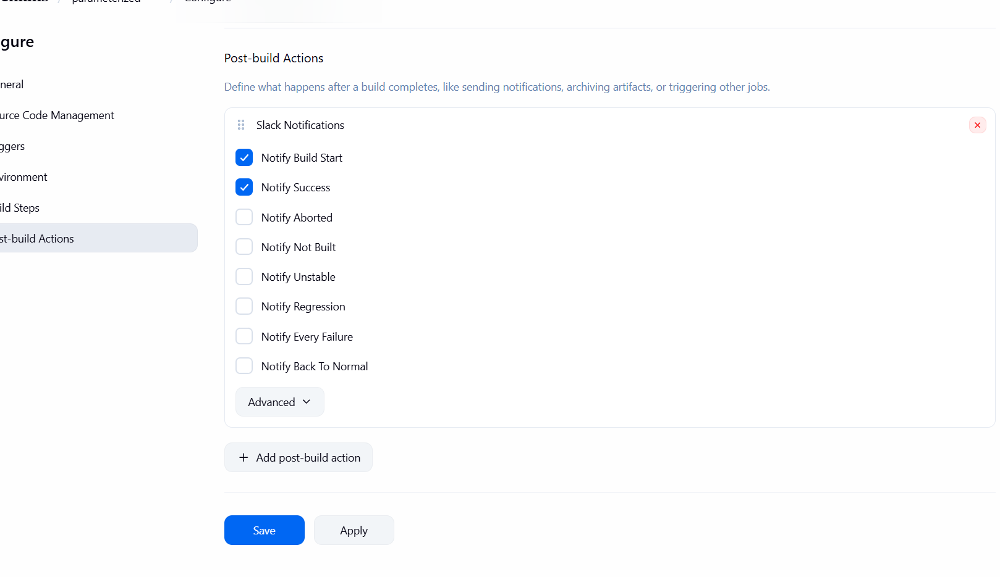 Configure
gure
neral
urce Code Management
ggers
vironment
ild Steps
st-build Actions
Post-build Actions
Define what happens after a build completes, like sending notifications, archiving artifacts, or triggering other jobs.
Slack Notifications
Notify Build Start
Notify Success
Notify Aborted
Notify Not Built
Notify Unstable
Notify Regression
Notify Every Failure
Notify Back To Normal
Advanced
Add post-build action
Save
Apply